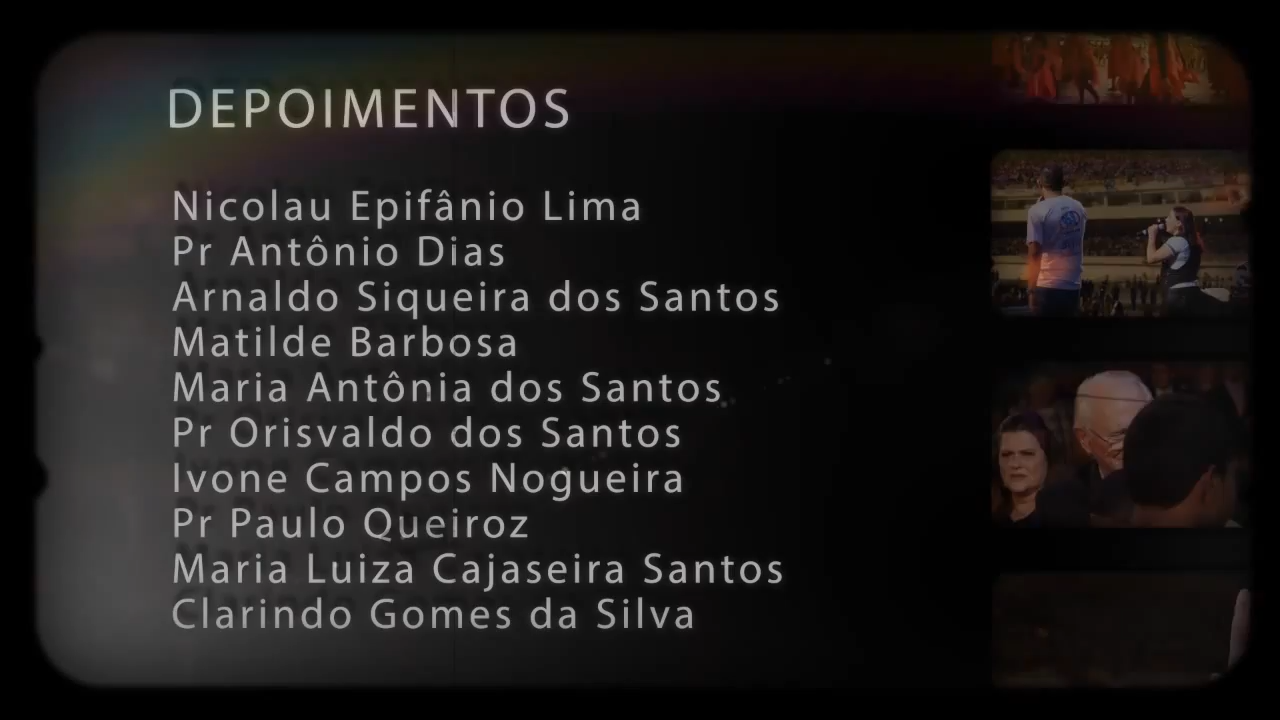 DEPOIMENTOS
Nicolau Epifânio Lima
Pr Antônio Dias
Arnaldo Siqueira dos Santos
Matilde Barbosa
Maria Antônia dos Santos
Pr Orisvaldo dos Santos
Ivone Campos Nogueira
Pr Paulo Queiroz
Maria Luiza Cajaseira Santos
Clarindo Gomes da Silva